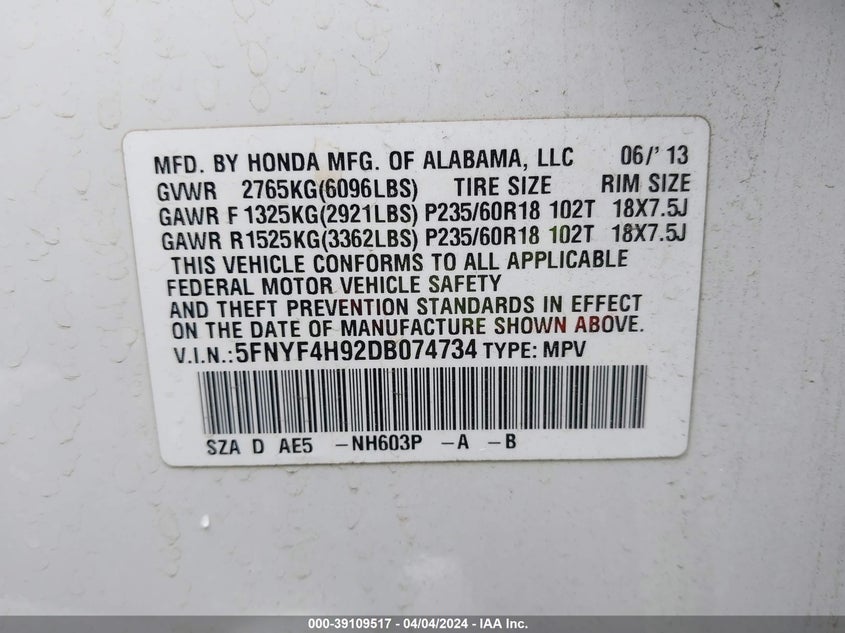 MFD. BY HONDA MFG. OF ALABAMA, LLC 06/' 13
GVWR 2765KG(6096LBS) TIRE SIZE RIM SIZE
GAWR F 1325KG(2921LBS) P235/60R18 102T 18X7.5J
GAWR R1525KG(3362LBS) P235/60R18 102T 18X7.5J
THIS VEHICLE CONFORMS TO ALL APPLICABLE
FEDERAL MOTOR VEHICLE SAFETY
AND THEFT PREVENTION STANDARDS IN EFFECT
ON THE DATE OF MANUFACTURE SHOWN ABOVE.
V.I.N.:5FNYF4H92DB074734 TYPE: MPV
SZA D AE5 -NH603P -A -B
000-39109517 - 04/04/2024 - IAA Inc.